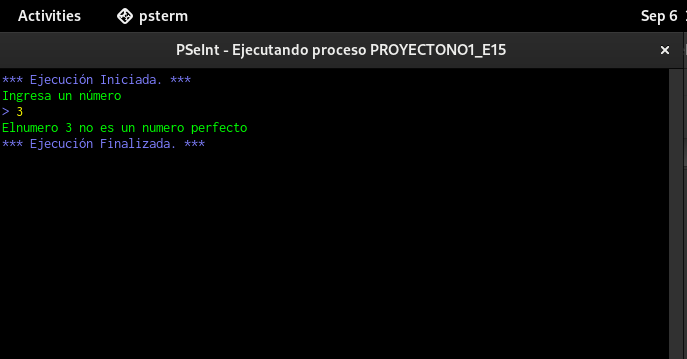 Activities psterm Sep 6
PSeInt - Ejecutando proceso PROYECTONO1_E15 ×
*** Ejecución Iniciada. ***
Ingresa un número
> 3
Elnumero 3 no es un numero perfecto
*** Ejecución Finalizada. ***